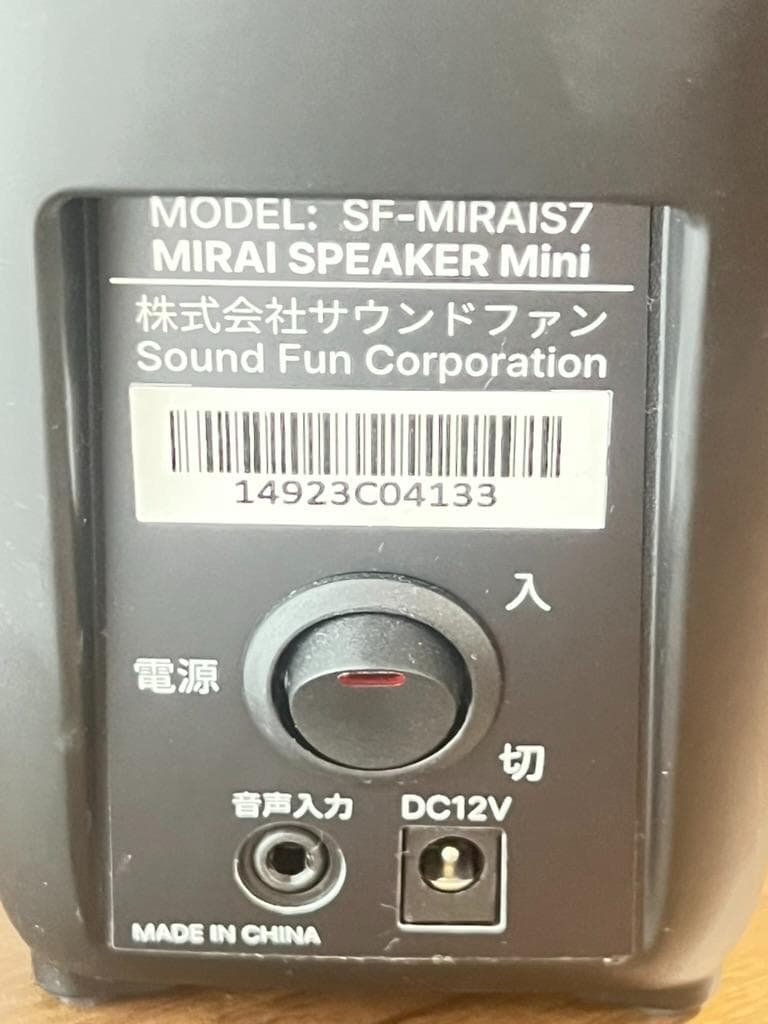 MODEL: SF-MIRAIS7
MIRAI SPEAKER Mini
株式会社サウンドファン
Sound Fun Corporation
14923C04133
入
電源
切
音声入力 DC12V
MADE IN CHINA